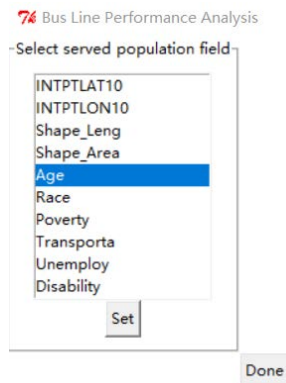 Bus Line Performance Analysis
Select served population field
INTPTLAT10
INTPTLON10
Shape_Leng
Shape_Area
Age
Race
Poverty
Transporta
Unemploy
Disability
Set
Done